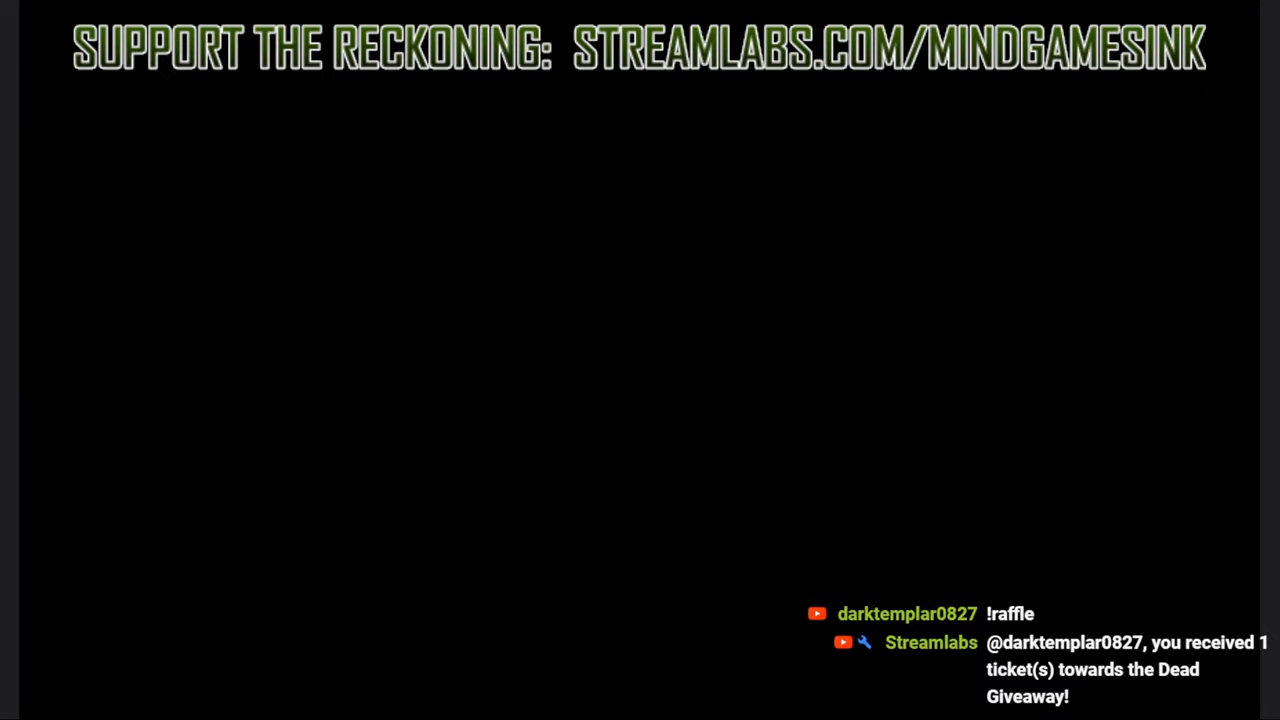 SUPPORT THE RECKONING: STREAMLABS.COM/MINDGAMESINK
darktemplar0827 !raffle
Streamlabs @darktemplar0827, you received 1
ticket(s) towards the Dead
Giveaway!